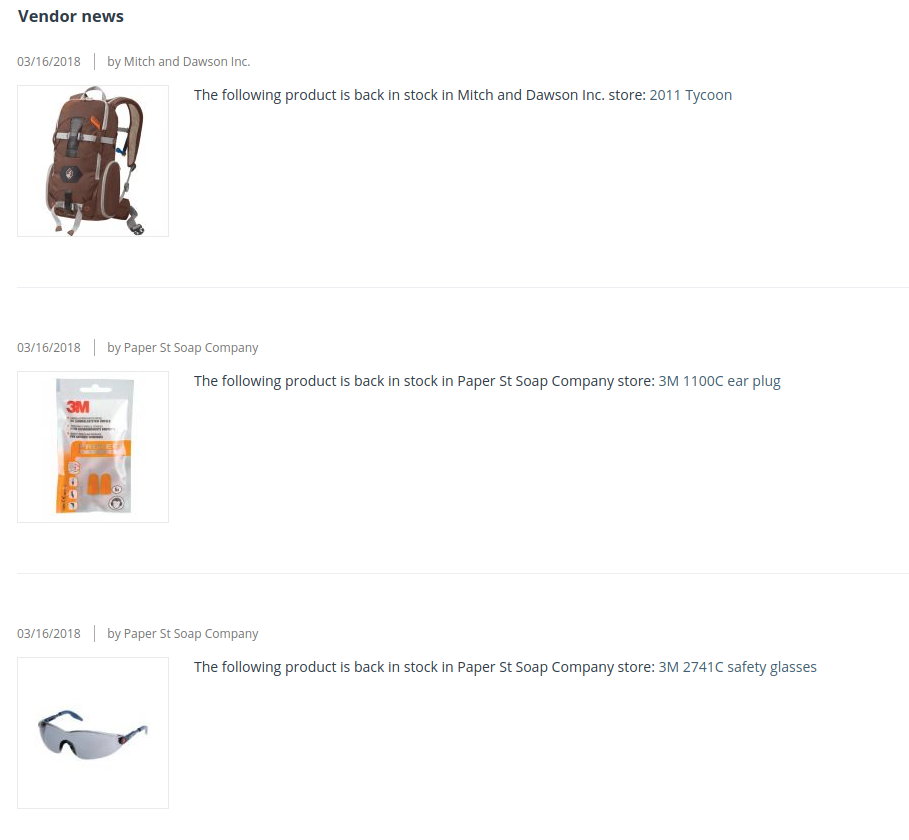 Vendor news
03/16/2018 by Mitch and Dawson Inc.
The following product is back in stock in Mitch and Dawson Inc. store: 2011 Tycoon
03/16/2018 by Paper St Soap Company
The following product is back in stock in Paper St Soap Company store: 3M 1100C ear plug
3M
03/16/2018 by Paper St Soap Company
The following product is back in stock in Paper St Soap Company store: 3M 2741C safety glasses